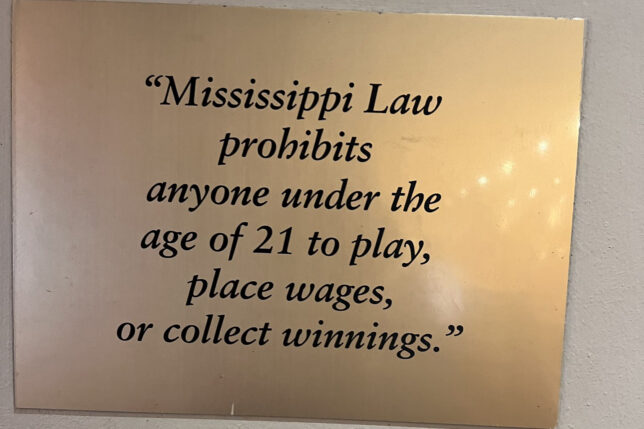 “Mississippi Law
prohibits
anyone under the
age of 21 to play,
place wages,
or collect winnings.”